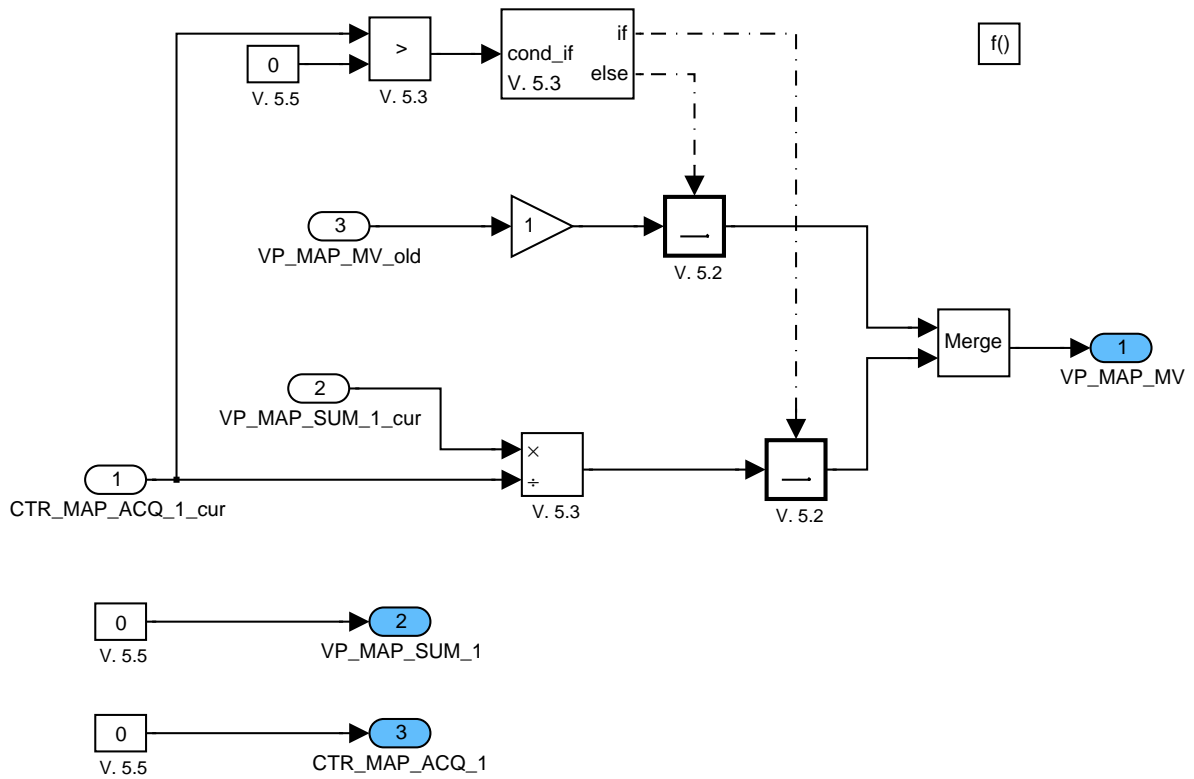 if
f()
>
cond_if
0
else
V. 5.3
V. 5.5
V. 5.3
3
1
VP_MAP_MV_old
V. 5.2
Merge
1
VP_MAP_MV
2
VP_MAP_SUM_1_cur
×
1
÷
CTR_MAP_ACQ_1_cur
V. 5.3
V. 5.2
0
2
V. 5.5
VP_MAP_SUM_1
0
3
V. 5.5
CTR_MAP_ACQ_1